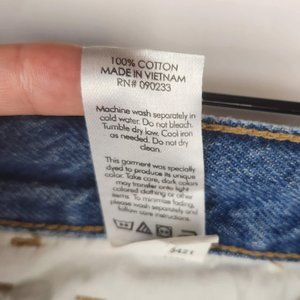 100% COTTON
MADE IN VIETNAM
RN# 090233
Machine wash separately in
cold water. Do not bleach.
Tumble dry low. Cool iron
as needed. Do not dry
clean.
This garment was specially
dyed to produce its unique
color. Take care, dark colors
may transfer onto light
colored clothing or other
items. To minimize fading,
wash separately and
follow care instructions.